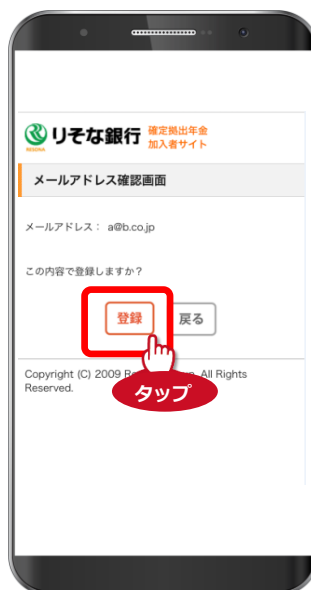 りそな銀行 確定拠出年金
加入者サイト
RESONA
メールアドレス確認画面
メールアドレス： a@b.co.jp
この内容で登録しますか？
登録 戻る
Copyright (C) 2009 All Rights
Reserved.
タップ